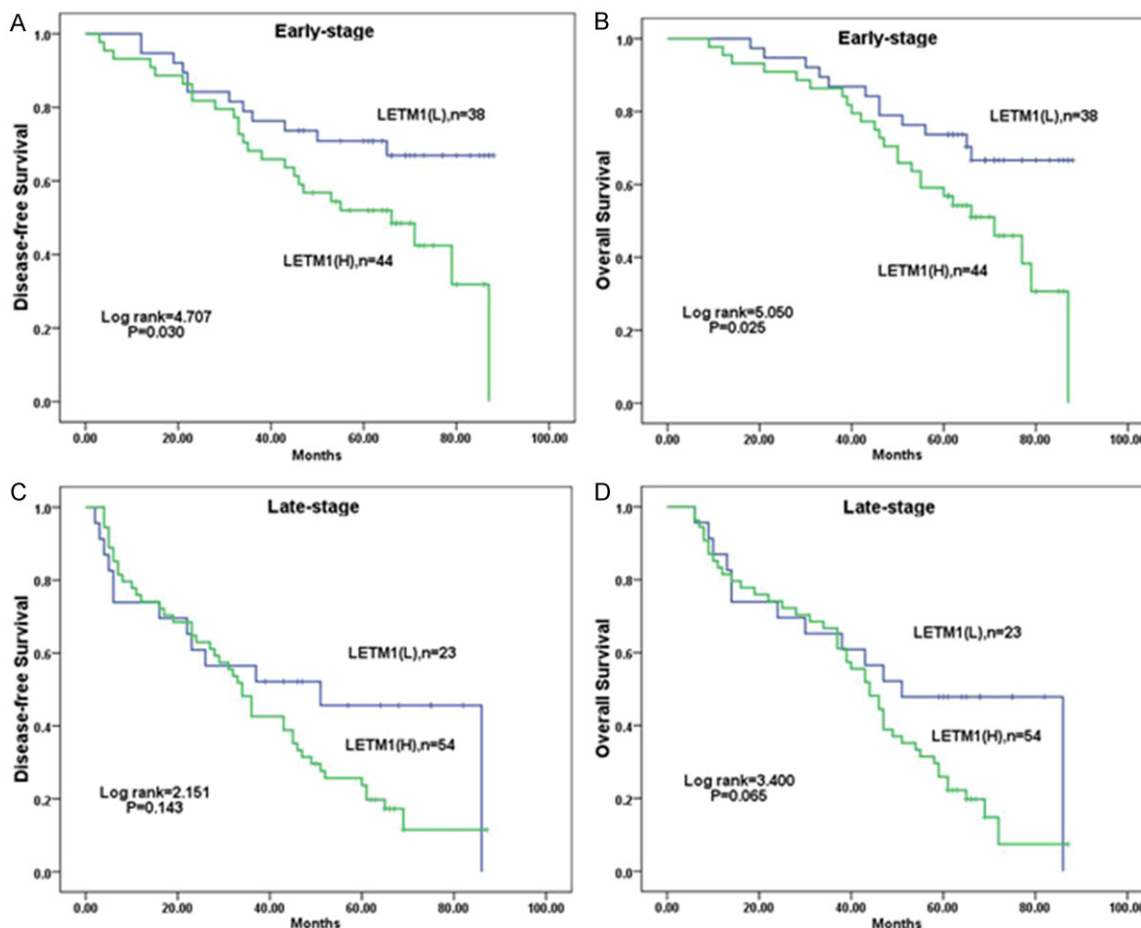 A
Early-stage
1.0
0.8
0.6
0.4
0.2
0.0
Disease-free Survival
LETM1(L),n=38
LETM1(H),n=44
Log rank=4.707
P=0.030
0.00 20.00 40.00 60.00 80.00 100.00
Months
B
Early-stage
1.0
0.8
0.6
0.4
0.2
0.0
Overall Survival
LETM1(L),n=38
LETM1(H),n=44
Log rank=5.050
P=0.025
0.00 20.00 40.00 60.00 80.00 100.00
Months
C
Late-stage
1.0
0.8
0.6
0.4
0.2
0.0
Disease-free Survival
LETM1(L),n=23
LETM1(H),n=54
Log rank=2.151
P=0.143
0.00 20.00 40.00 60.00 80.00 100.00
Months
D
Late-stage
1.0
0.8
0.6
0.4
0.2
0.0
Overall Survival
LETM1(L),n=23
LETM1(H),n=54
Log rank=3.400
P=0.065
0.00 20.00 40.00 60.00 80.00 100.00
Months